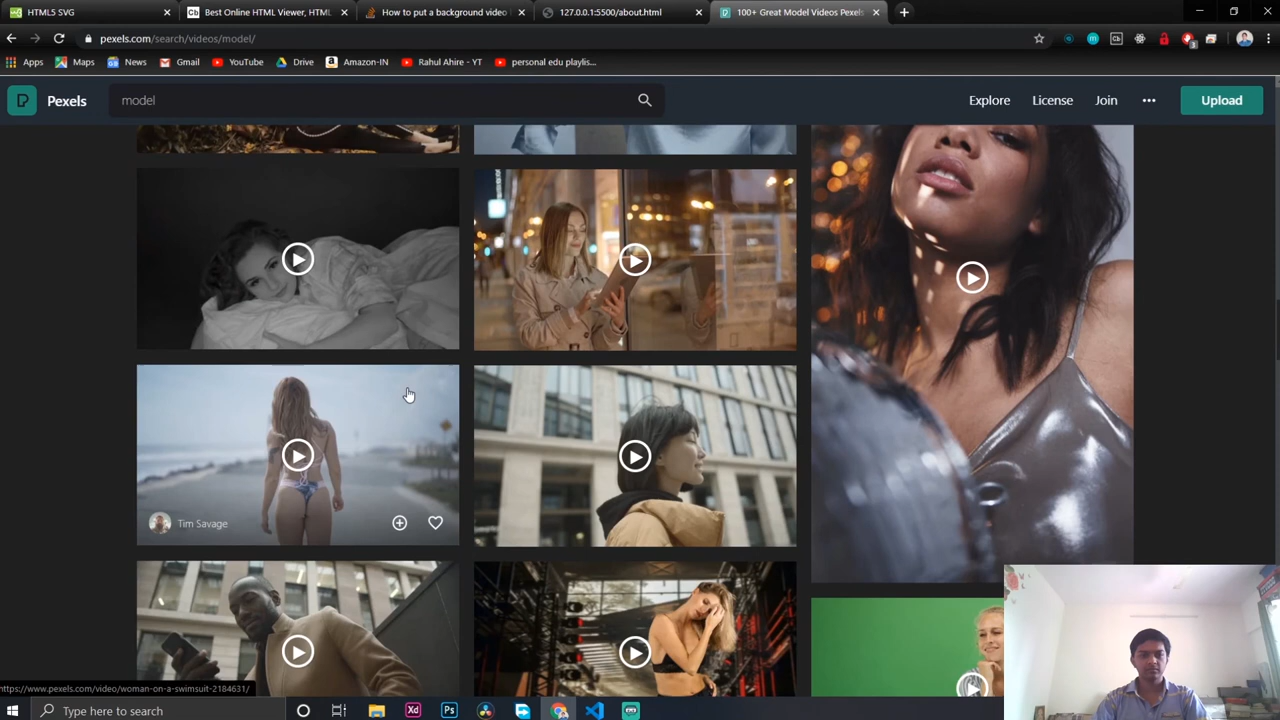 HTML5 SVG
Best Online HTML Viewer, HTML
How to put a background video
127.0.0.1:5500/about.html
100+ Great Model Videos Pexels
pexels.com/search/videos/model/
Apps
Maps
News
Gmail
YouTube
Drive
Amazon-IN
Rahul Ahire - YT
personal edu playlis...
Pexels
model
Explore
License
Join
Upload
Tim Savage
https://www.pexels.com/video/woman-on-a-swimsuit-2184631/
Type here to search